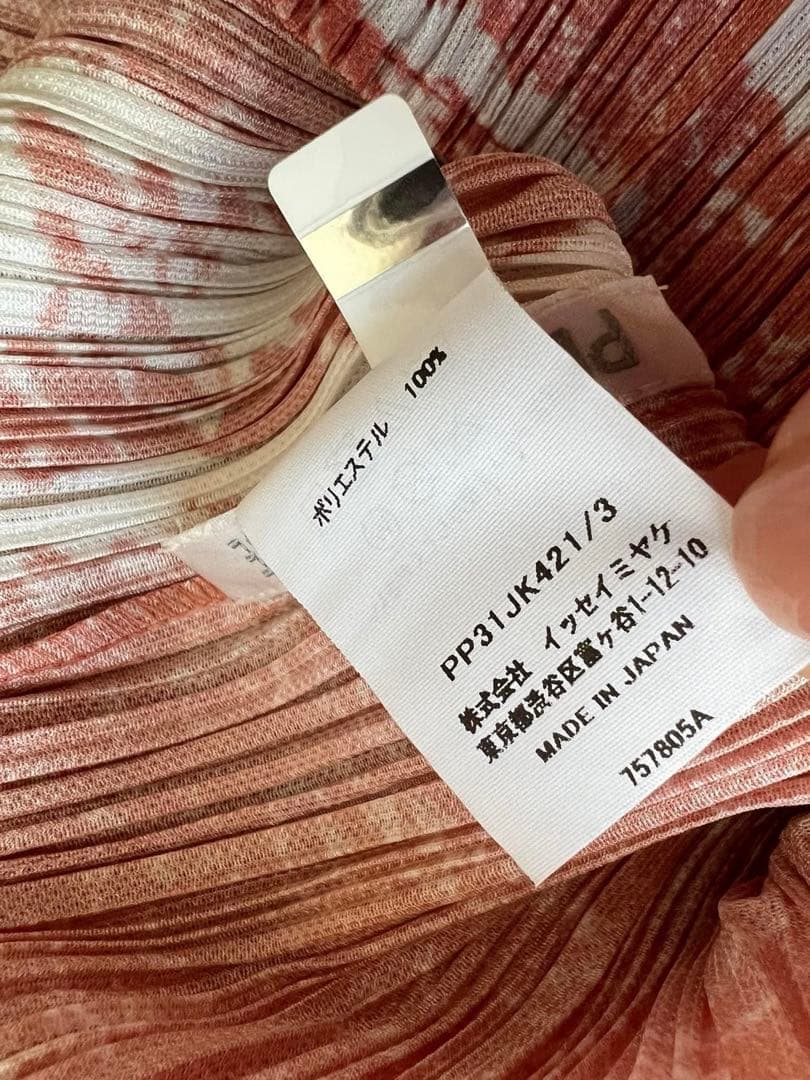 ポリエステル 100%
PP31JK421/3
株式会社 イッセイミヤケ
東京都渋谷区富ヶ谷1-12-10
MADE IN JAPAN
757805A